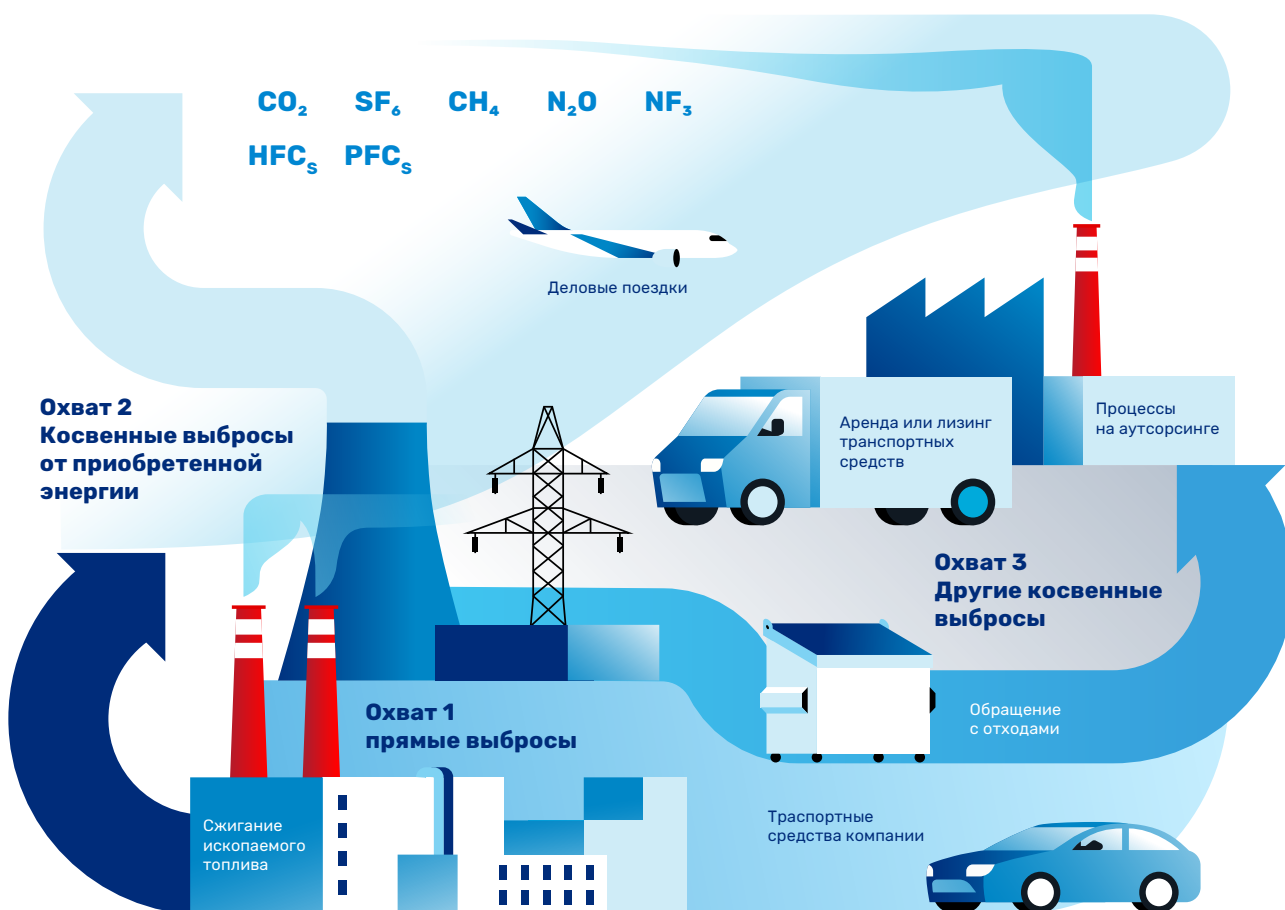 CO₂ SF₆ CH₄ N₂O NF₃
HFCS PFCS
Деловые поездки
Охват 2
Косвенные выбросы
от приобретенной
энергии
Аренда или лизинг
транспортных
средств
Процессы
на аутсорсинге
Охват 3
Другие косвенные
выбросы
Обращение
с отходами
Охват 1
прямые выбросы
Сжигание
ископаемого
топлива
Траспортные
средства компании